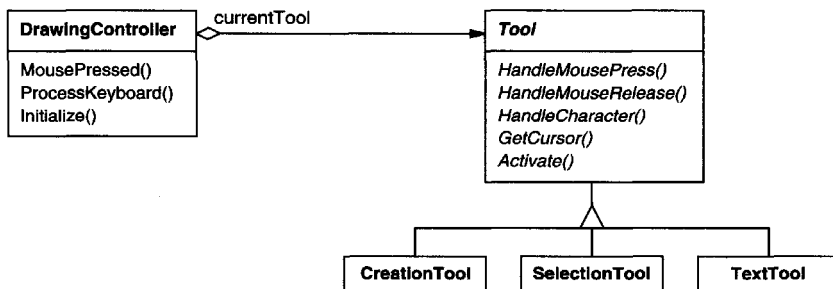 DrawingController
currentTool
Tool
MousePressed()
ProcessKeyboard()
Initialize()
HandleMousePress()
HandleMouseRelease()
HandleCharacter()
GetCursor()
Activate()
CreationTool
SelectionTool
TextTool